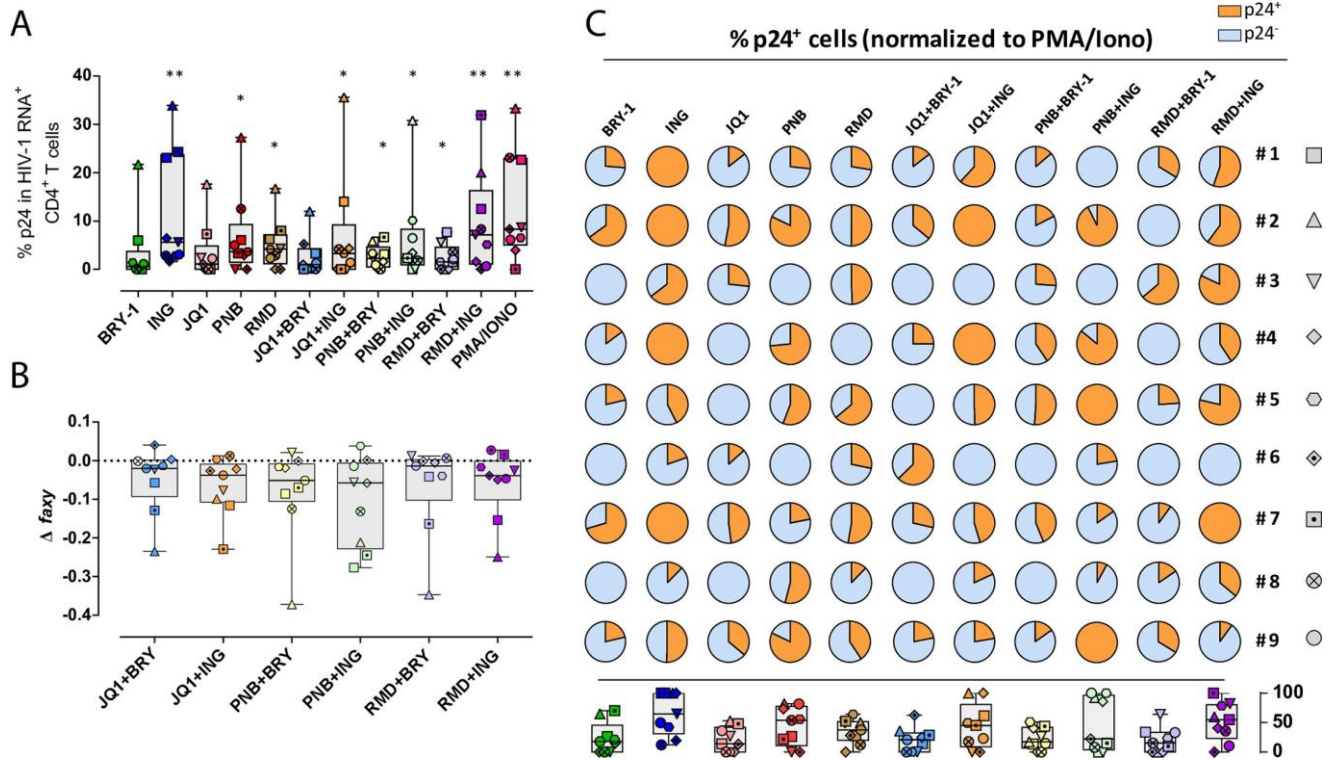 A
% p24 in HIV-1 RNA⁺
CD4⁺ T cells
40
30
20
10
0
** * * * * * * ** **
BRY-1 ING JQ1 PNB RMD JQ1+BRY JQ1+ING PNB+BRY PNB+ING RMD+BRY RMD+ING PMA/IONO
B
Δ faxy
0.1
0.0
-0.1
-0.2
-0.3
-0.4
JQ1+BRY JQ1+ING PNB+BRY PNB+ING RMD+BRY RMD+ING
C
p24⁺
p24⁻
% p24⁺ cells (normalized to PMA/Iono)
BRY-1 ING JQ1 PNB RMD JQ1+BRY-1 JQ1+ING PNB+BRY-1 PNB+ING RMD+BRY-1 RMD+ING
#1
#2
#3
#4
#5
#6
#7
#8
#9
100
50
0